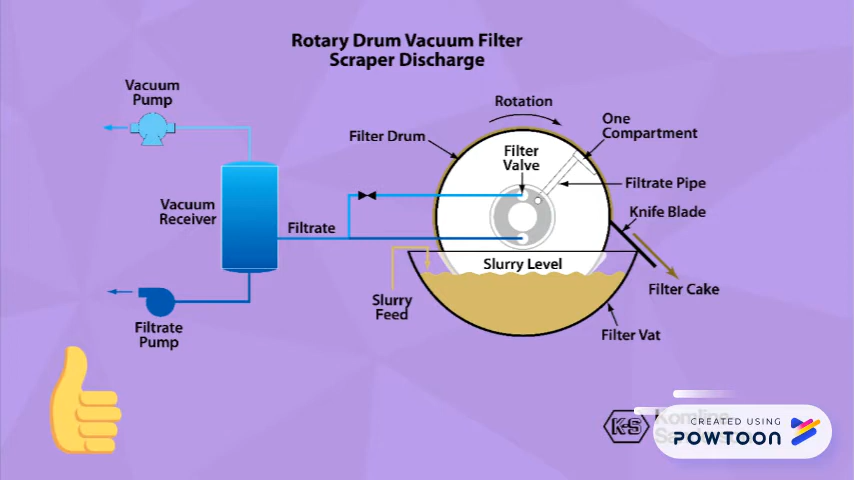 Rotary Drum Vacuum Filter
Scraper Discharge
Vacuum
Pump
Rotation
One
Compartment
Filter Drum
Filter
Valve
Filtrate Pipe
Vacuum
Receiver
Knife Blade
Filtrate
Slurry Level
Slurry
Feed
Filter Cake
Filtrate
Pump
Filter Vat
K-S
CREATED USING
POWTOON